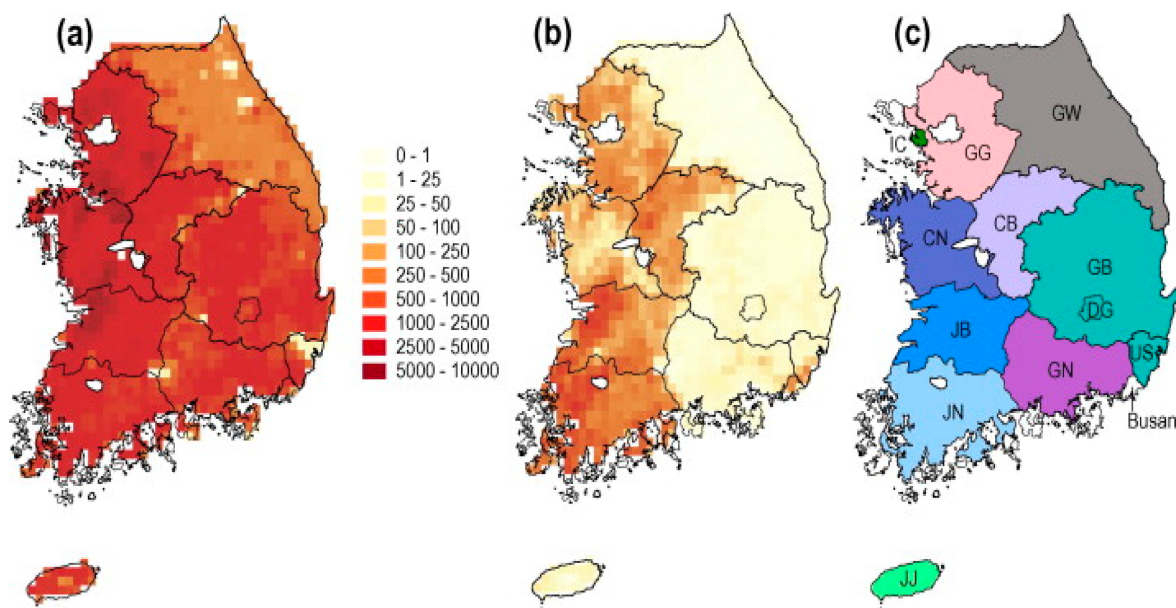 (a)
(b)
(c)
0 - 1
1 - 25
25 - 50
50 - 100
100 - 250
250 - 500
500 - 1000
1000 - 2500
2500 - 5000
5000 - 10000
GW
IC
GG
CN
CB
GB
DG
JB
US
GN
JN
Busan
JJ